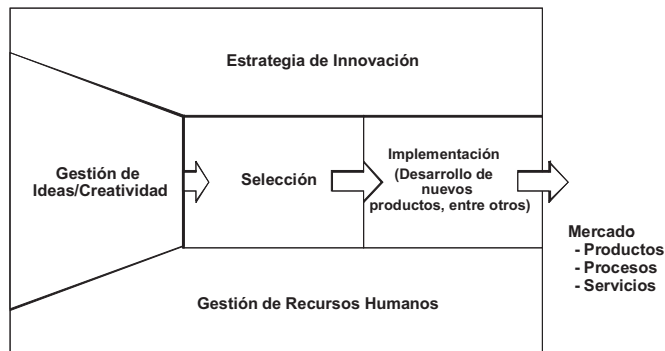 Estrategia de Innovación
Gestión de
Ideas/Creatividad
Selección
Implementación
(Desarrollo de
nuevos
productos, entre otros)
Mercado
- Productos
- Procesos
- Servicios
Gestión de Recursos Humanos